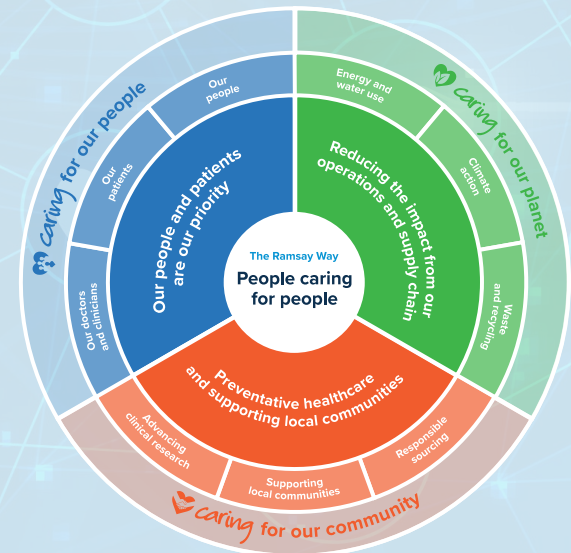 The Ramsay Way
People caring
for people
caring for our people
Our
people
Our
patients
Our doctors
and clinicians
Our people and patients
are our priority
caring for our planet
Energy and
water use
Climate
action
Waste
and recycling
Reducing the impact from our
operations and supply chain
Preventative healthcare
and supporting local communities
Advancing
clinical research
Supporting
local communities
Responsible
sourcing
caring for our community